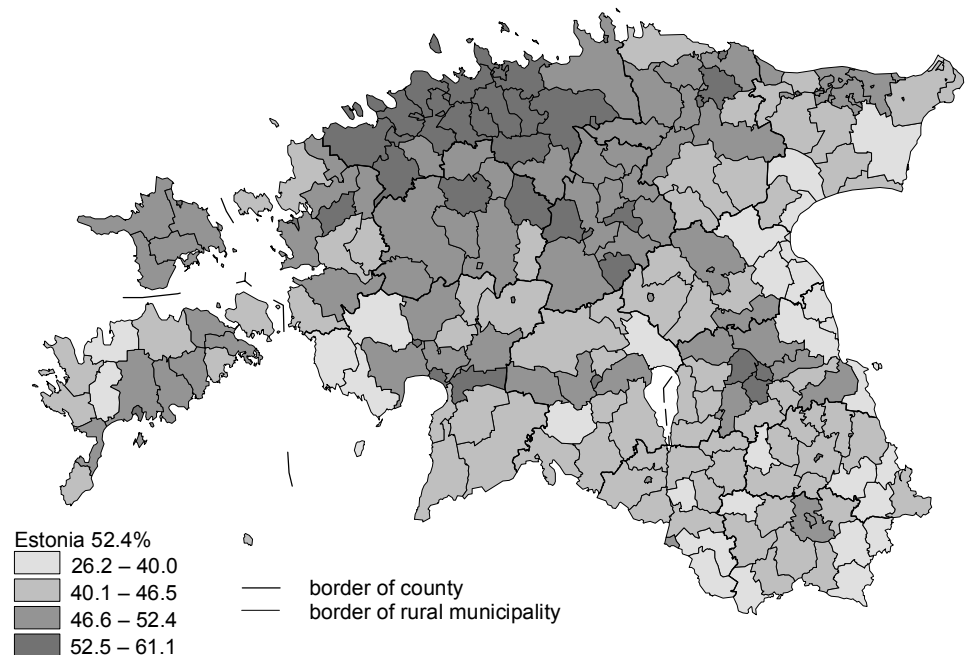 Estonia 52.4%
26.2 – 40.0
40.1 – 46.5
46.6 – 52.4
52.5 – 61.1
border of county
border of rural municipality